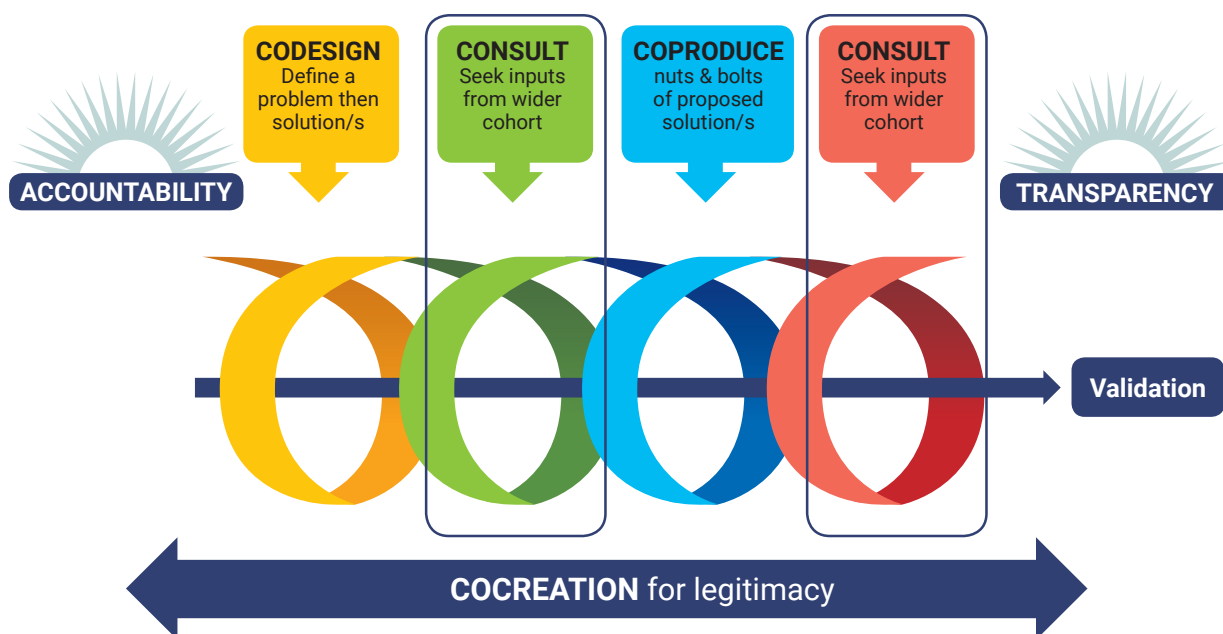 CODESIGN
Define a
problem then
solution/s
CONSULT
Seek inputs
from wider
cohort
COPRODUCE
nuts & bolts
of proposed
solution/s
CONSULT
Seek inputs
from wider
cohort
ACCOUNTABILITY
TRANSPARENCY
Validation
COCREATION for legitimacy